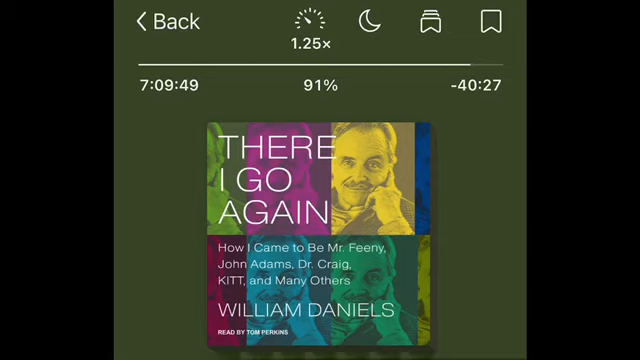 Back
1.25×
7:09:49 91% -40:27
THERE
I GO
AGAIN
How I Came to Be Mr. Feeny,
John Adams, Dr. Craig,
KITT, and Many Others
WILLIAM DANIELS
READ BY TOM PERKINS